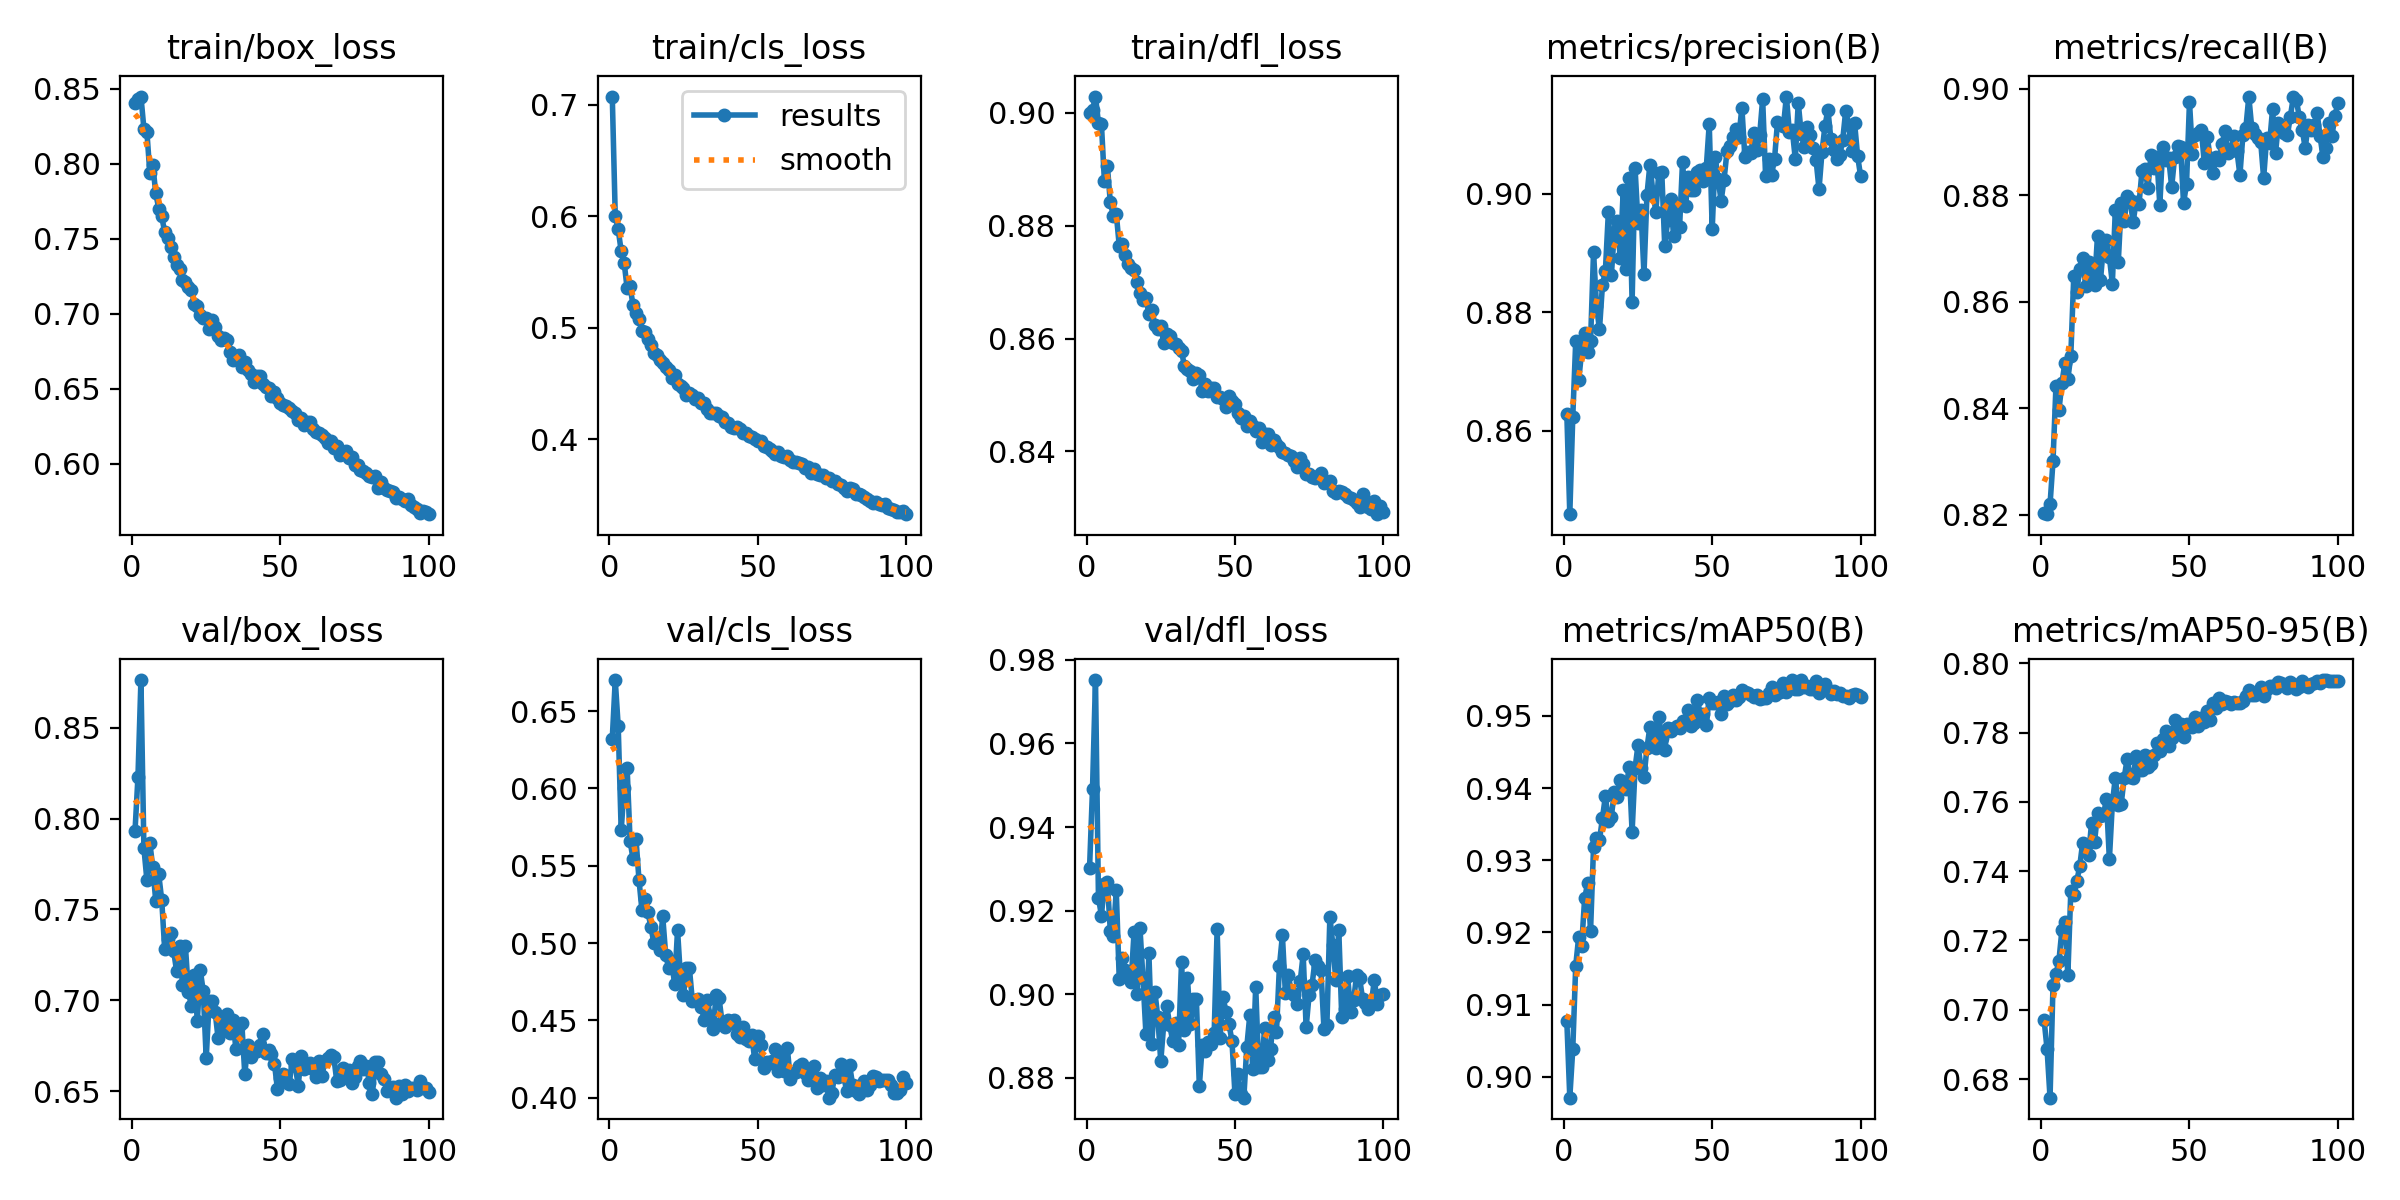 train/box_loss
0.85
0.80
0.75
0.70
0.65
0.60
0 50 100
train/cls_loss
results
smooth
0.7
0.6
0.5
0.4
0 50 100
train/dfl_loss
0.90
0.88
0.86
0.84
0 50 100
metrics/precision(B)
0.90
0.88
0.86
0 50 100
metrics/recall(B)
0.90
0.88
0.86
0.84
0.82
0 50 100
val/box_loss
0.85
0.80
0.75
0.70
0.65
0 50 100
val/cls_loss
0.65
0.60
0.55
0.50
0.45
0.40
0 50 100
val/dfl_loss
0.98
0.96
0.94
0.92
0.90
0.88
0 50 100
metrics/mAP50(B)
0.95
0.94
0.93
0.92
0.91
0.90
0 50 100
metrics/mAP50-95(B)
0.80
0.78
0.76
0.74
0.72
0.70
0.68
0 50 100